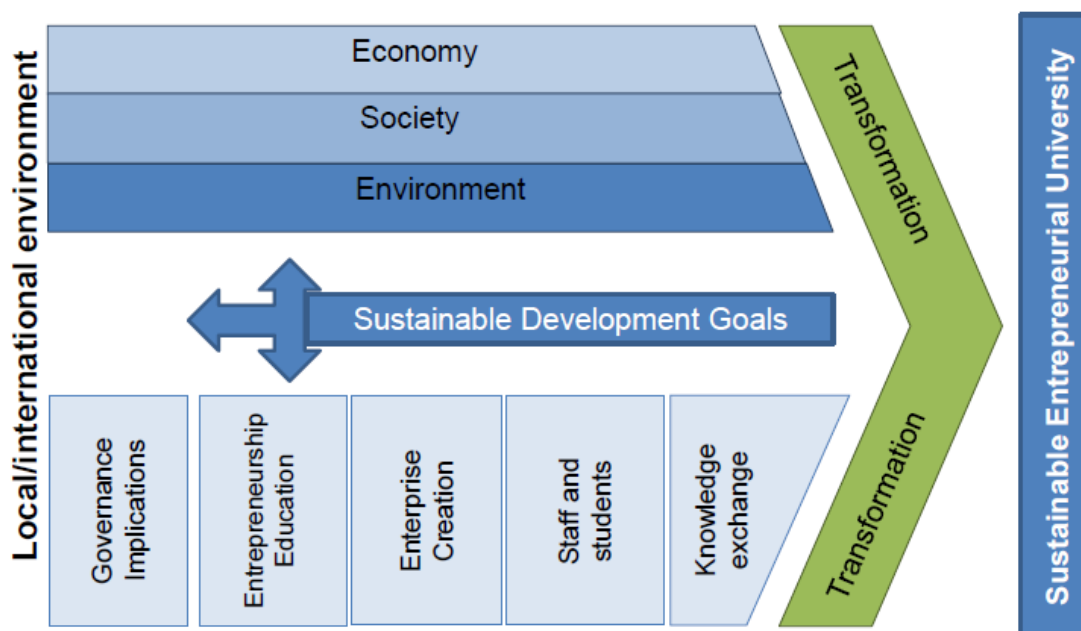 Local/international environment
Economy
Society
Environment
Sustainable Development Goals
Governance
Implications
Entrepreneurship
Education
Enterprise
Creation
Staff and
students
Knowledge
exchange
Transformation
Transformation
Sustainable Entrepreneurial University